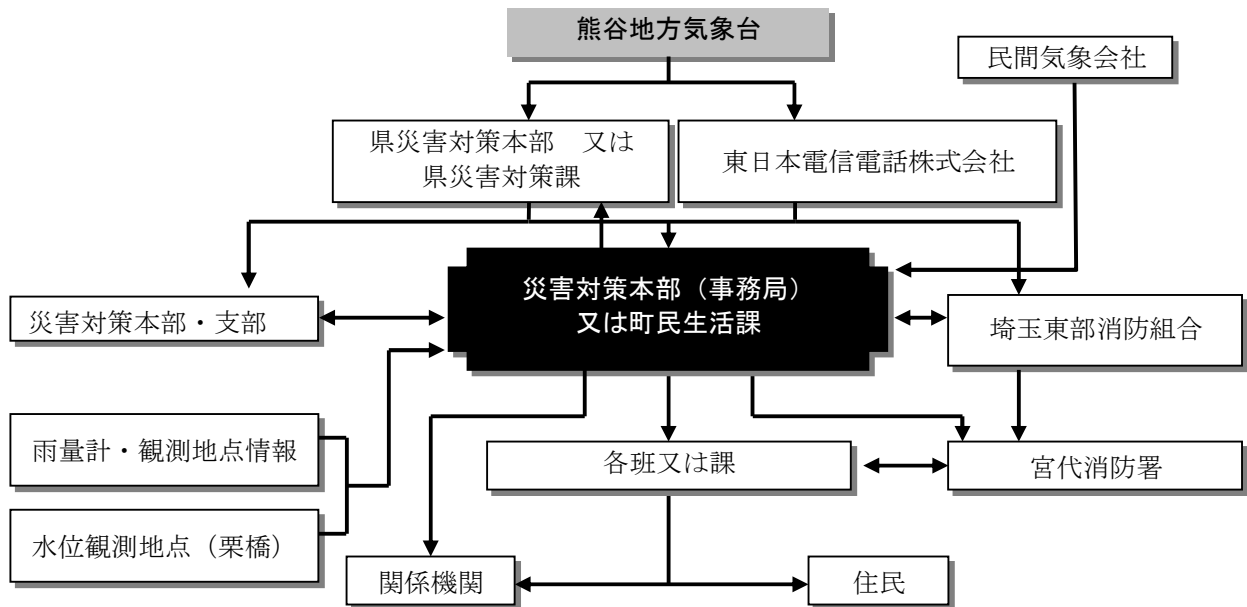 熊谷地方気象台
民間気象会社
県災害対策本部　又は
県災害対策課
東日本電信電話株式会社
災害対策本部（事務局）
又は町民生活課
災害対策本部・支部
埼玉東部消防組合
雨量計・観測地点情報
各班又は課
宮代消防署
水位観測地点（栗橋）
関係機関
住民